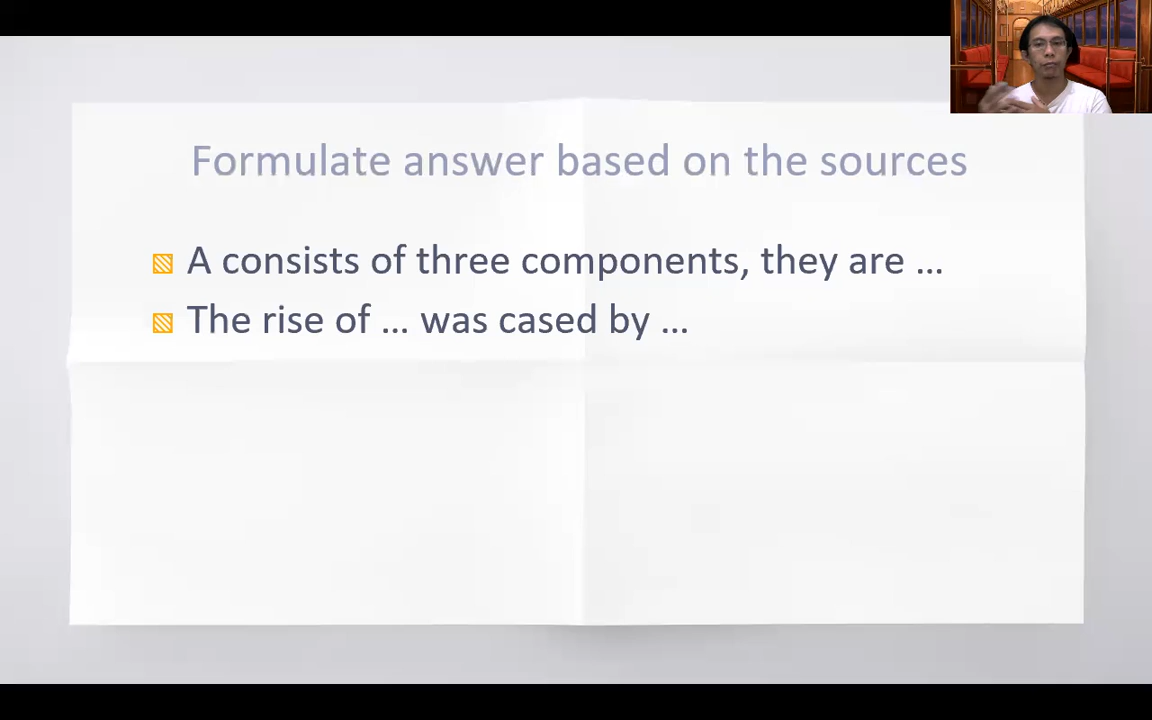 Formulate answer based on the sources
A consists of three components, they are ...
The rise of ... was cased by ...